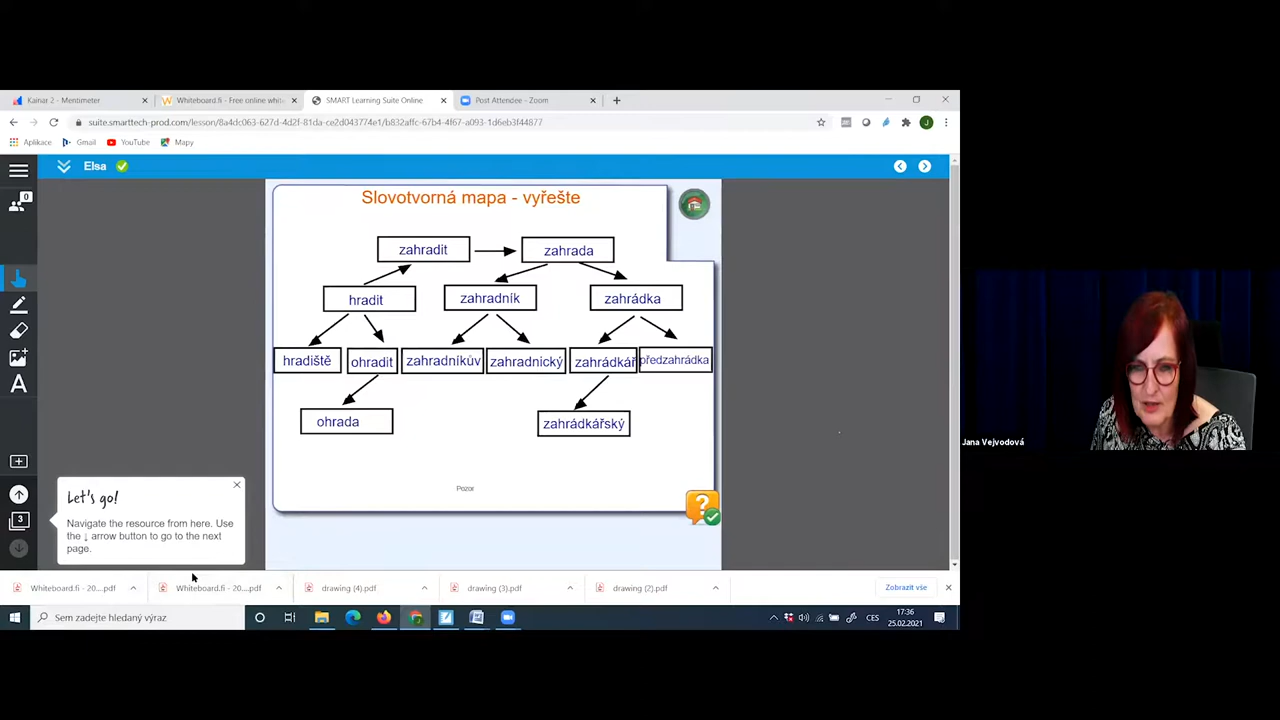 Kainar 2 - Mentimeter
Whiteboard.fi - Free online whit
SMART Learning Suite Online
Post Attendee - Zoom
suite.smarttech-prod.com/lesson/8a4dc063-627d-4d2f-81da-ce2d043774e1/b832affc-67b4-4f67-a093-1d6eb3f44877
J
Aplikace
Gmail
YouTube
Mapy
Elsa
0
Slovotvorná mapa - vyřešte
zahradit
zahrada
hradit
zahradník
zahrádka
hradiště
ohradit
zahradníkův
zahradnický
zahrádkář
předzahrádka
ohrada
zahrádkářský
Pozor
?
A
3
Let's go!
Navigate the resource from here. Use
the ↓ arrow button to go to the next
page.
Jana Vejvodová
Whiteboard.fi - 20....pdf
Whiteboard.fi - 20....pdf
drawing (4).pdf
drawing (3).pdf
drawing (2).pdf
Zobrazit vše
Sem zadejte hledaný výraz
CES
17:36
25.02.2021